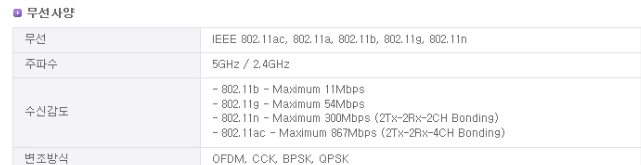 무선사양
무선 IEEE 802.11ac, 802.11a, 802.11b, 802.11g, 802.11n
주파수 5GHz / 2.4GHz
수신감도
- 802.11b - Maximum 11Mbps
- 802.11g - Maximum 54Mbps
- 802.11n - Maximum 300Mbps (2Tx-2Rx-2CH Bonding)
- 802.11ac - Maximum 867Mbps (2Tx-2Rx-4CH Bonding)
변조방식 OFDM, CCK, BPSK, QPSK